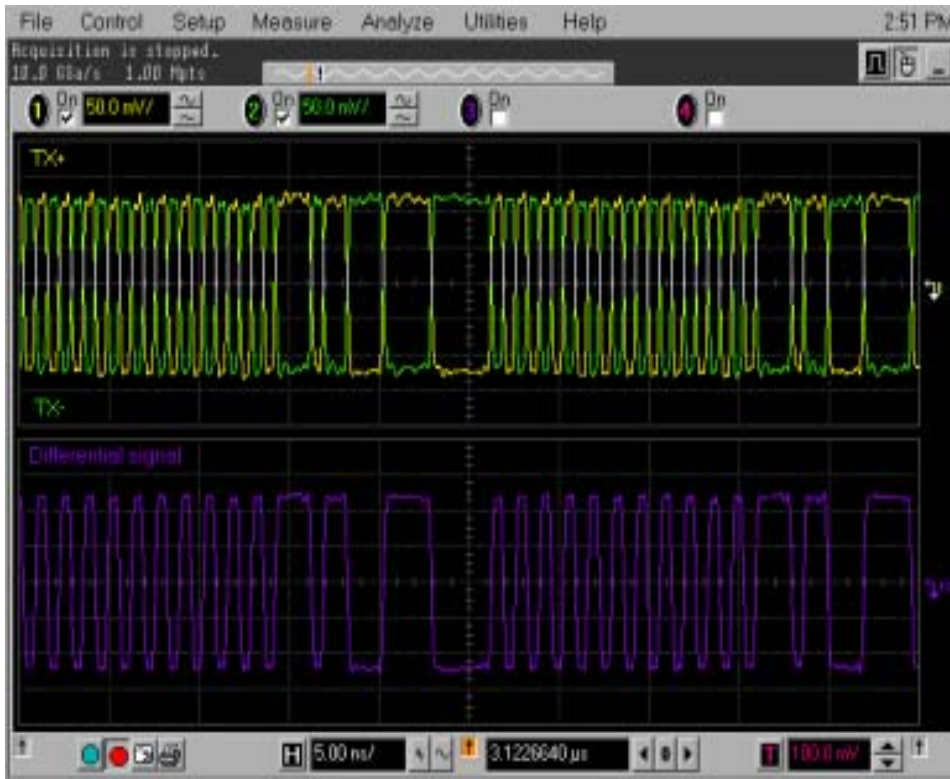 File Control Setup Measure Analyze Utilities Help 2:51 PM
Acquisition is stopped.
10.0 GSa/s 1.00 Mpts
1 On 50.0 mV/ 2 On 50.0 mV/ 3 On 4 On
TX+
TX-
Differential signal
H 5.00 ns/ 3.1226640 µs 0 T 100.0 mV